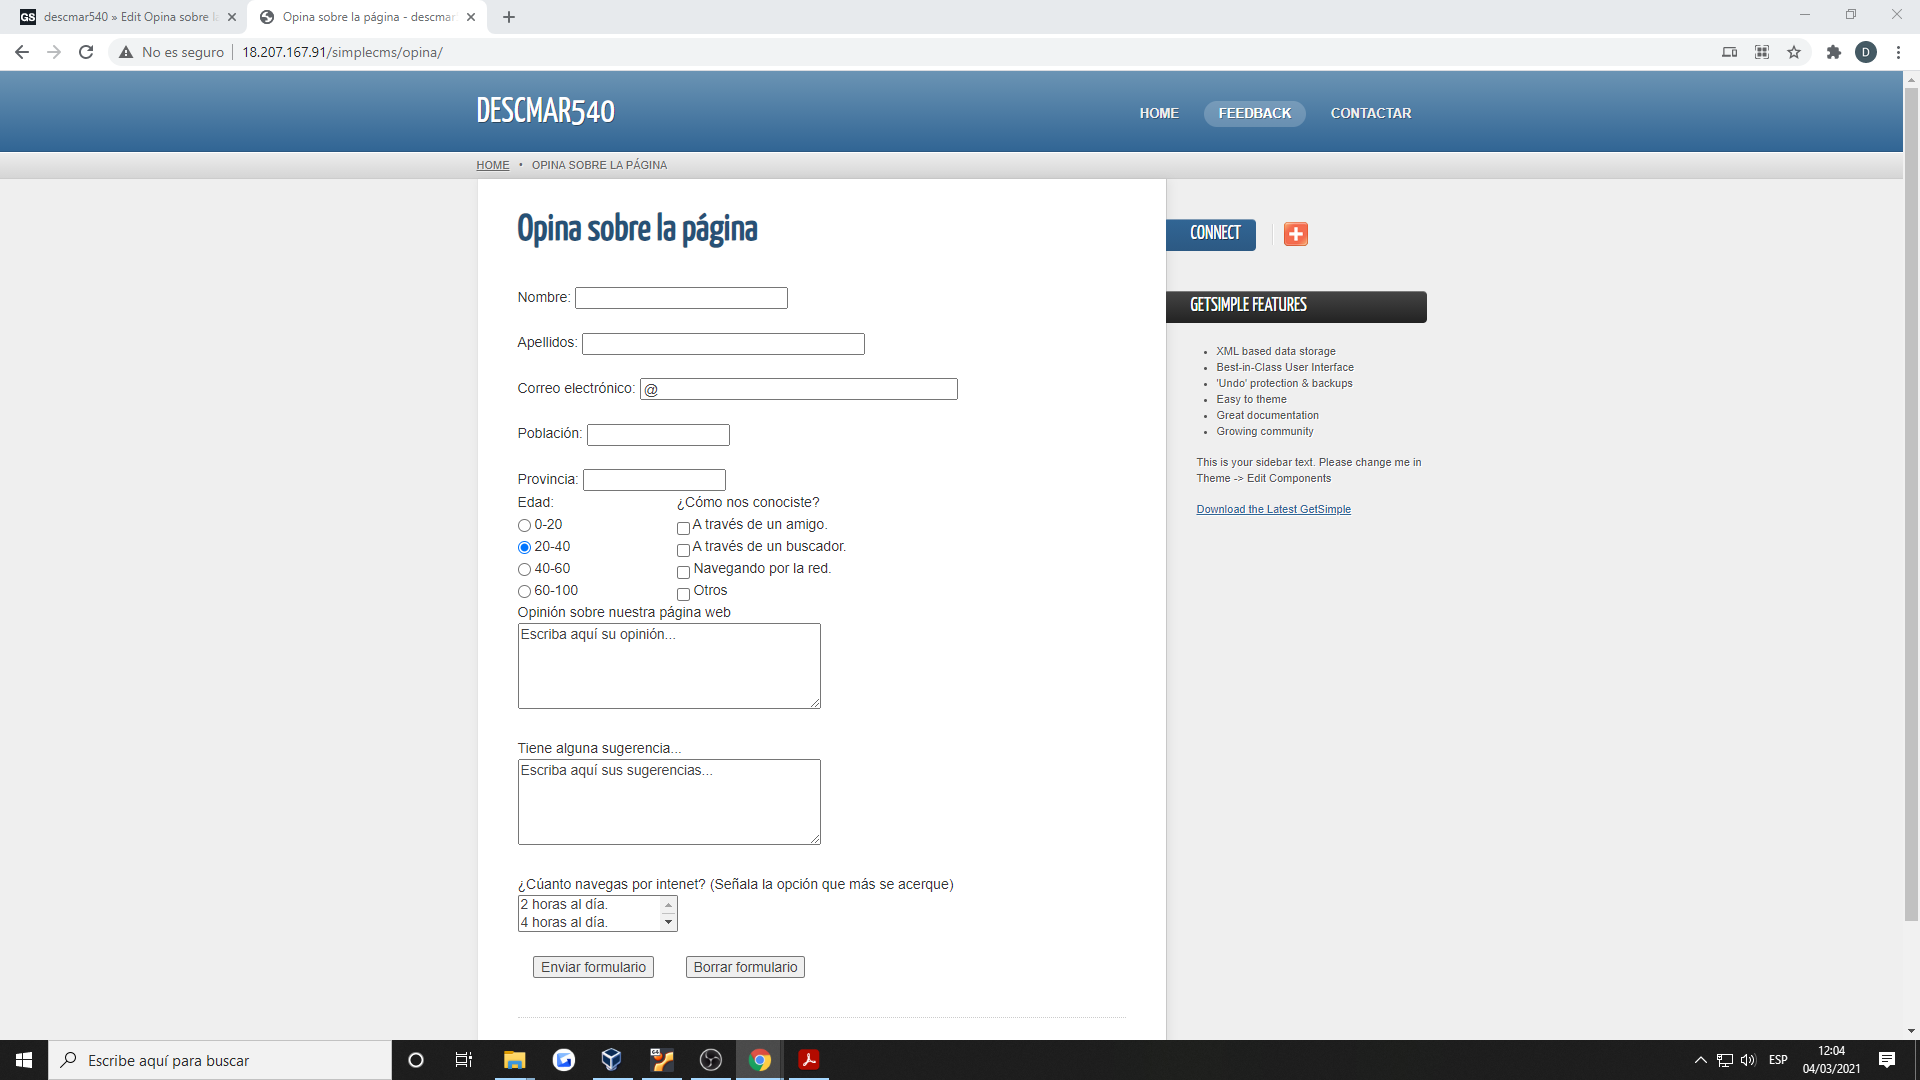 descmar540 » Edit Opina sobre l
Opina sobre la página - descmar
No es seguro
18.207.167.91/simplecms/opina/
D
DESCMAR540
HOME
FEEDBACK
CONTACTAR
HOME • OPINA SOBRE LA PÁGINA
Opina sobre la página
CONNECT
Nombre:
GETSIMPLE FEATURES
Apellidos:
XML based data storage
Best-in-Class User Interface
'Undo' protection & backups
Easy to theme
Great documentation
Growing community
Correo electrónico: @
Población:
This is your sidebar text. Please change me in
Theme -> Edit Components
Provincia:
Download the Latest GetSimple
Edad:
0-20
20-40
40-60
60-100
¿Cómo nos conociste?
A través de un amigo.
A través de un buscador.
Navegando por la red.
Otros
Opinión sobre nuestra página web
Escriba aquí su opinión...
Tiene alguna sugerencia...
Escriba aquí sus sugerencias...
¿Cúanto navegas por intenet? (Señala la opción que más se acerque)
2 horas al día.
4 horas al día.
Enviar formulario
Borrar formulario
Escribe aquí para buscar
ESP
12:04
04/03/2021